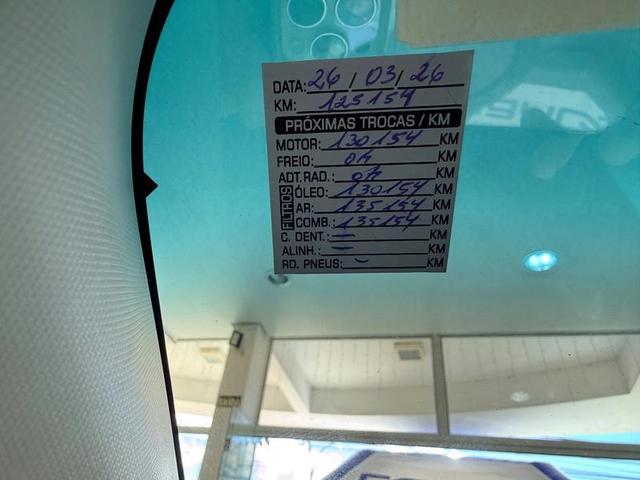 DATA: 26 / 03 / 26
KM: 125154
PRÓXIMAS TROCAS / KM
MOTOR: 130154 KM
FREIO: OK KM
ADT. RAD.: OK KM
FILTROS
ÓLEO: 130154 KM
AR: 135154 KM
COMB.: 135154 KM
C. DENT.: — KM
ALINH.: — KM
RD. PNEUS: — KM